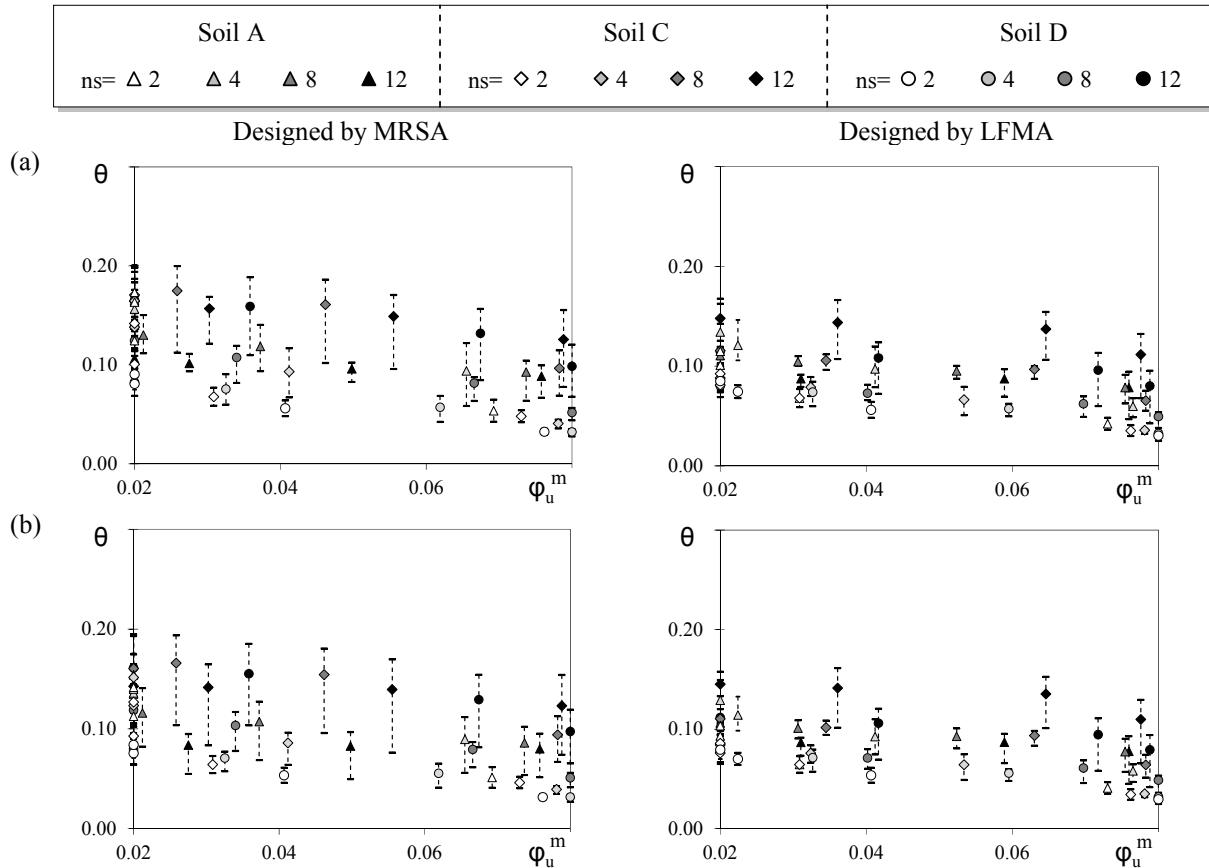 Soil A Soil C Soil D
ns= 2 4 8 12 ns= 2 4 8 12 ns= 2 4 8 12
Designed by MRSA Designed by LFMA
(a)
θ θ
0.20 0.20
0.10 0.10
0.00 0.00
0.02 0.04 0.06 φ_u^m 0.02 0.04 0.06 φ_u^m
(b)
θ θ
0.20 0.20
0.10 0.10
0.00 0.00
0.02 0.04 0.06 φ_u^m 0.02 0.04 0.06 φ_u^m